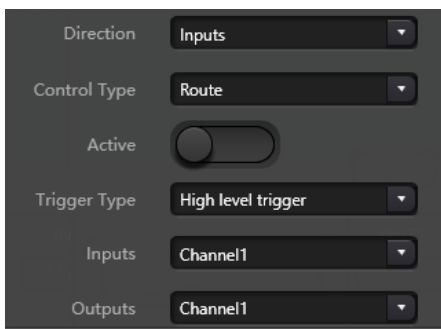 Direction Inputs
Control Type Route
Active
Trigger Type High level trigger
Inputs Channel1
Outputs Channel1